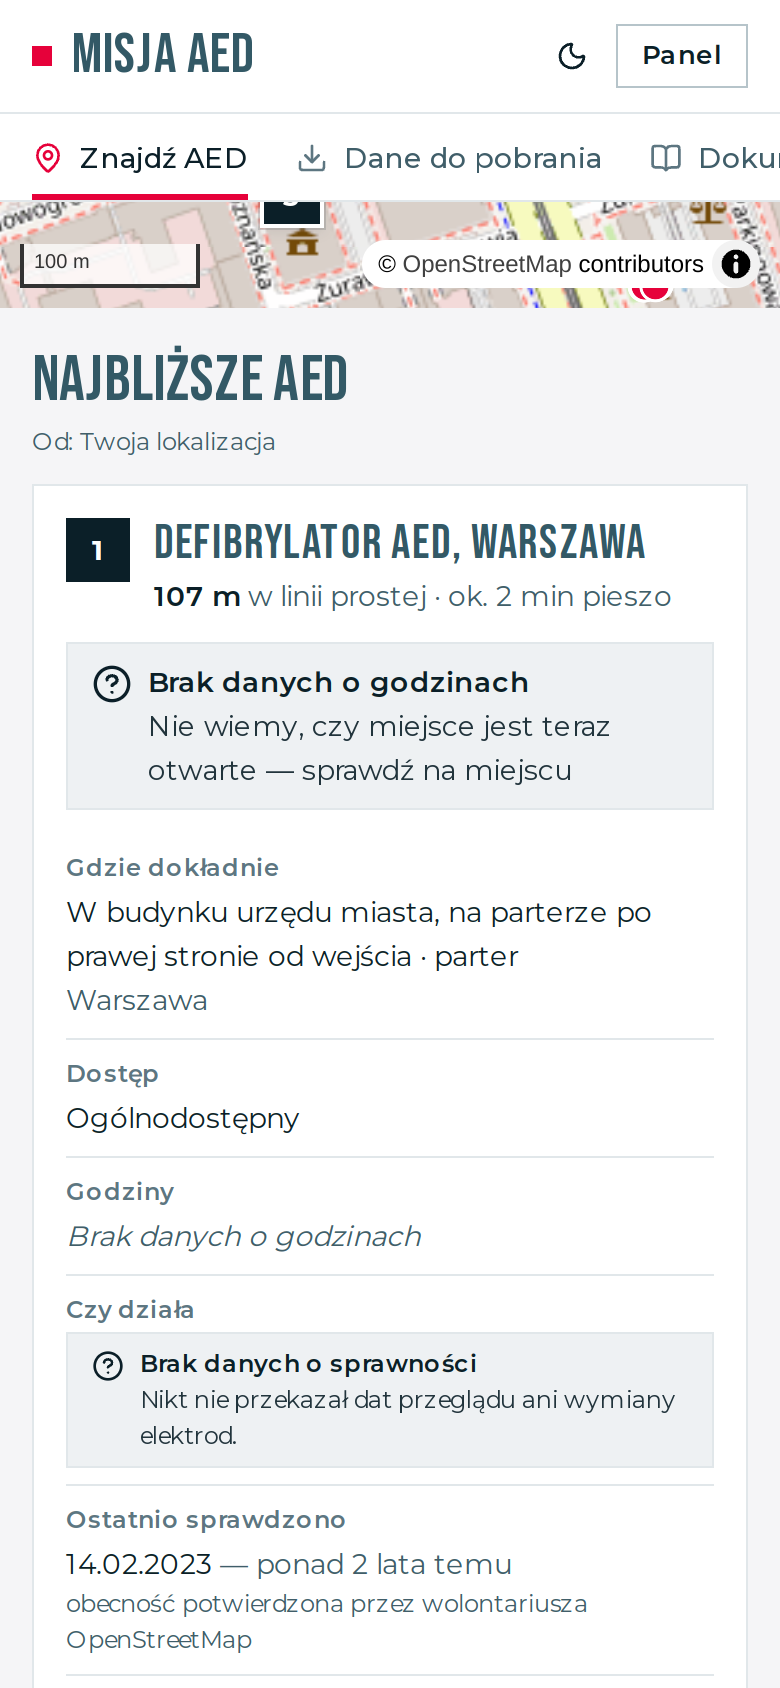 MISJA AED
Panel
Znajdź AED
Dane do pobrania
Doku
100 m
© OpenStreetMap contributors
NAJBLIŻSZE AED
Od: Twoja lokalizacja
1
DEFIBRYLATOR AED, WARSZAWA
107 m w linii prostej · ok. 2 min pieszo
Brak danych o godzinach
Nie wiemy, czy miejsce jest teraz
otwarte — sprawdź na miejscu
Gdzie dokładnie
W budynku urzędu miasta, na parterze po
prawej stronie od wejścia · parter
Warszawa
Dostęp
Ogólnodostępny
Godziny
Brak danych o godzinach
Czy działa
Brak danych o sprawności
Nikt nie przekazał dat przeglądu ani wymiany
elektrod.
Ostatnio sprawdzono
14.02.2023 — ponad 2 lata temu
obecność potwierdzona przez wolontariusza
OpenStreetMap